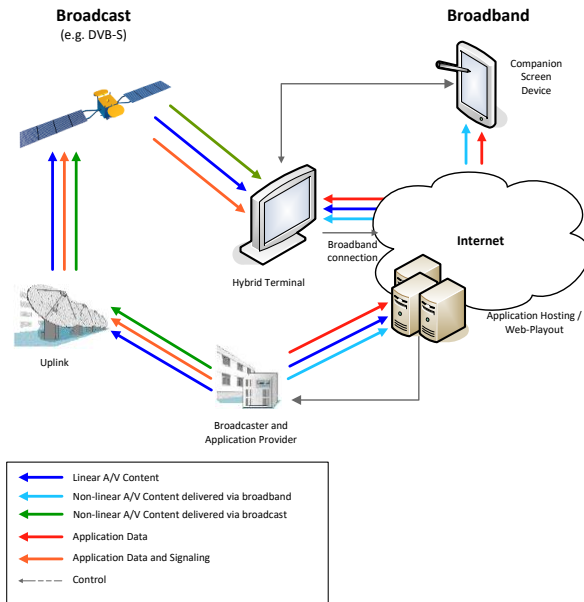 Broadcast
(e.g. DVB-S)
Broadband
Companion
Screen
Device
Internet
Broadband
connection
Hybrid Terminal
Application Hosting /
Web-Playout
Uplink
Broadcaster and
Application Provider
Linear A/V Content
Non-linear A/V Content delivered via broadband
Non-linear A/V Content delivered via broadcast
Application Data
Application Data and Signaling
Control